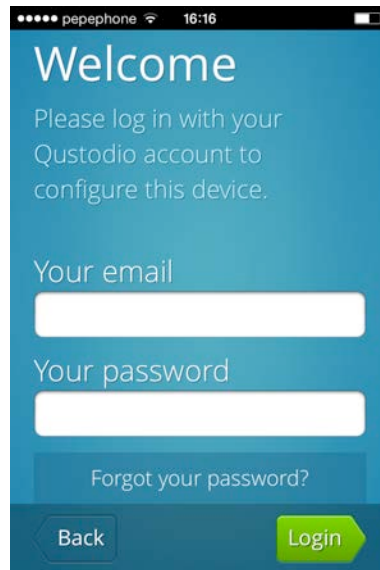 pepephone 16:16
Welcome
Please log in with your
Qustodio account to
configure this device.
Your email
Your password
Forgot your password?
Back Login